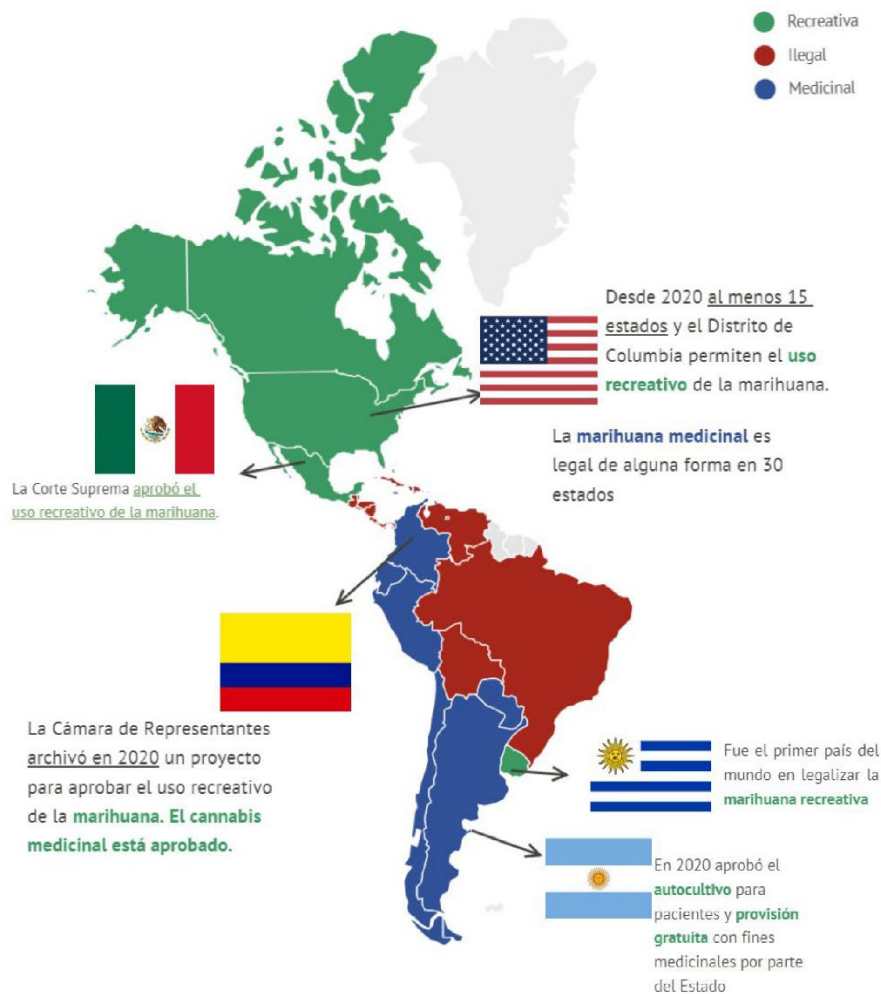 Recreativa
Ilegal
Medicinal
Desde 2020 al menos 15
estados y el Distrito de
Columbia permiten el uso
recreativo de la marihuana.
La marihuana medicinal es
legal de alguna forma en 30
estados
La Corte Suprema aprobó el
uso recreativo de la marihuana.
La Cámara de Representantes
archivó en 2020 un proyecto
para aprobar el uso recreativo
de la marihuana. El cannabis
medicinal está aprobado.
Fue el primer país del
mundo en legalizar la
marihuana recreativa
En 2020 aprobó el
autocultivo para
pacientes y provisión
gratuita con fines
medicinales por parte
del Estado